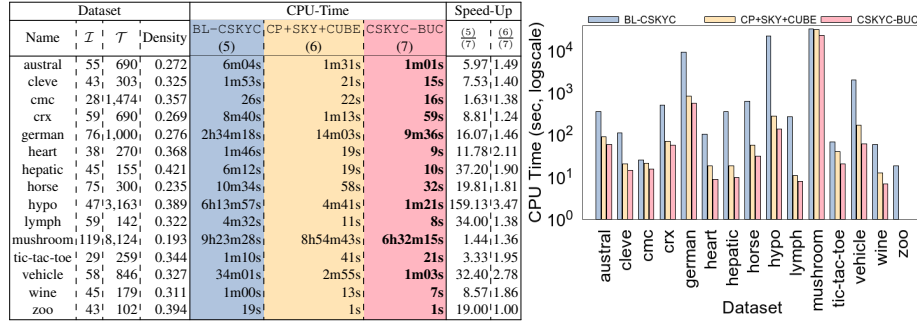 Dataset CPU-Time Speed-Up
Name I T Density BL-CSKYC (5) CP+SKY+CUBE (6) CSKYC-BUC (7) (5)/(7) (6)/(7)
austral 55 690 0.272 6m04s 1m31s 1m01s 5.97 1.49
cleve 43 303 0.325 1m53s 21s 15s 7.53 1.40
cmc 28 1,474 0.357 26s 22s 16s 1.63 1.38
crx 59 690 0.269 8m40s 1m13s 59s 8.81 1.24
german 76 1,000 0.276 2h34m18s 14m03s 9m36s 16.07 1.46
heart 38 270 0.368 1m46s 19s 9s 11.78 2.11
hepatic 45 155 0.421 6m12s 19s 10s 37.20 1.90
horse 75 300 0.235 10m34s 58s 32s 19.81 1.81
hypo 47 3,163 0.389 6h13m57s 4m41s 1m21s 159.13 3.47
lymph 59 142 0.322 4m32s 11s 8s 34.00 1.38
mushroom 119 8,124 0.193 9h23m28s 8h54m43s 6h32m15s 1.44 1.36
tic-tac-toe 29 259 0.344 1m10s 41s 21s 3.33 1.95
vehicle 58 846 0.327 34m01s 2m55s 1m03s 32.40 2.78
wine 45 179 0.311 1m00s 13s 7s 8.57 1.86
zoo 43 102 0.394 19s 1s 1s 19.00 1.00
BL-CSKYC CP+SKY+CUBE CSKYC-BUC
CPU Time (sec, logscale)
10^4
10^3
10^2
10^1
10^0
austral cleve cmc crx german heart hepatic horse hypo lymph mushroom tic-tac-toe vehicle wine zoo
Dataset